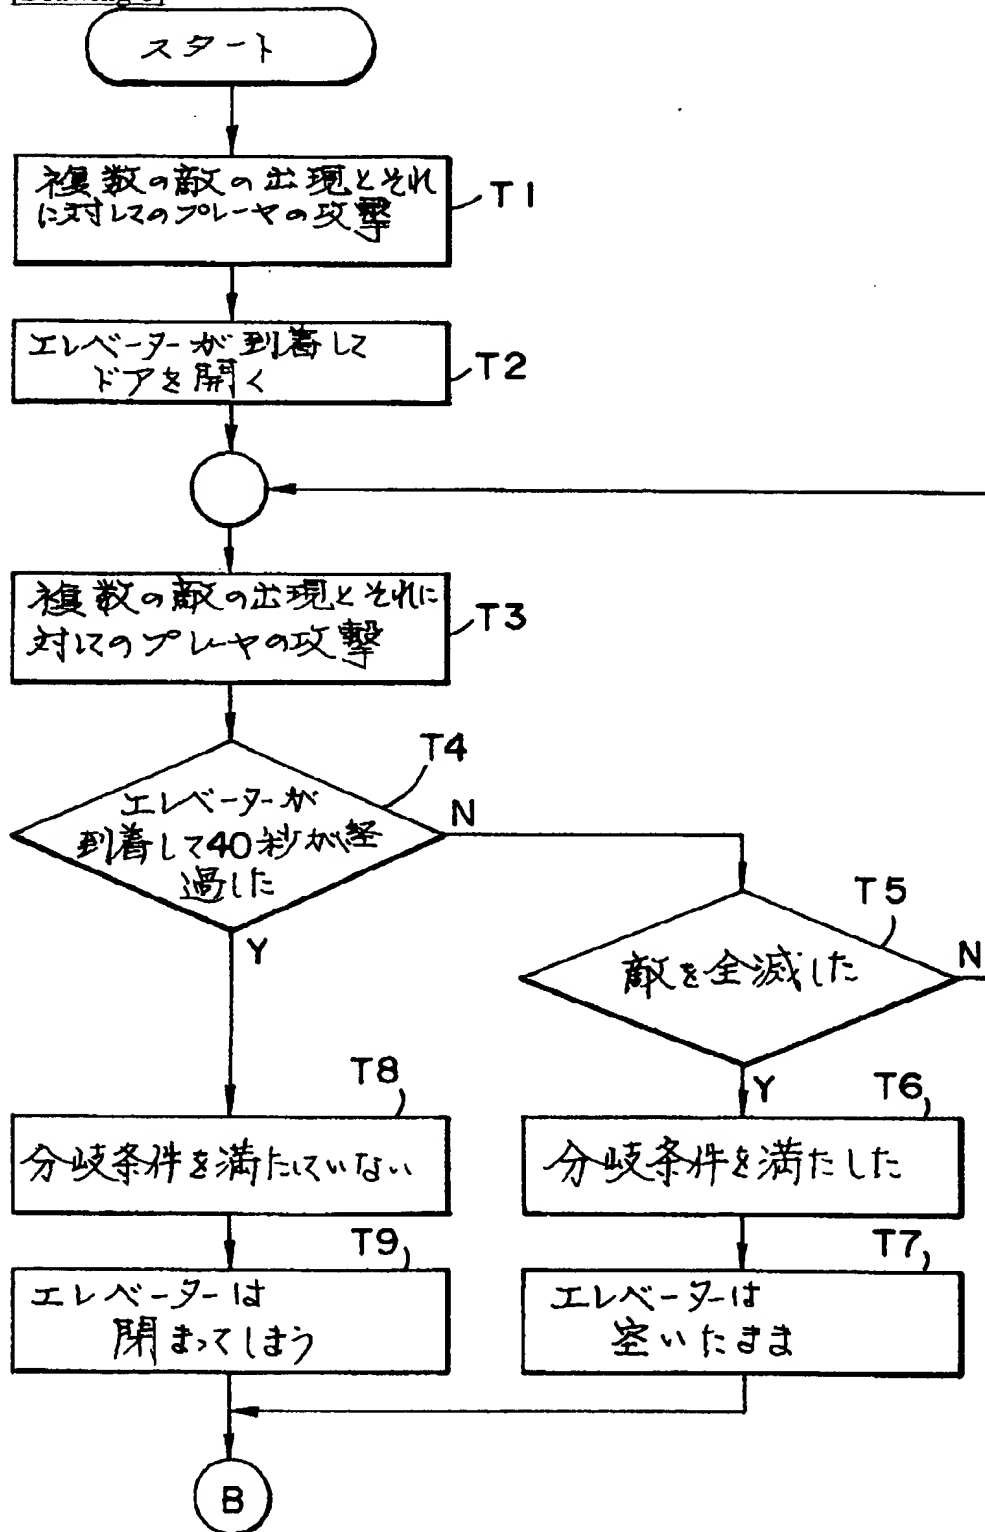 スタート
複数の敵の出現とそれ
に対してのプレーヤの攻撃
T1
エレベーターが到着して
ドアを開く
T2
複数の敵の出現とそれに
対してのプレーヤの攻撃
T3
T4
エレベーターが
到着して40秒が経
過した
N
Y
T5
敵を全滅した
N
Y
T8
分岐条件を満たしていない
T6
分岐条件を満たした
T9
エレベーターは
閉まってしまう
T7
エレベーターは
空いたまま
B